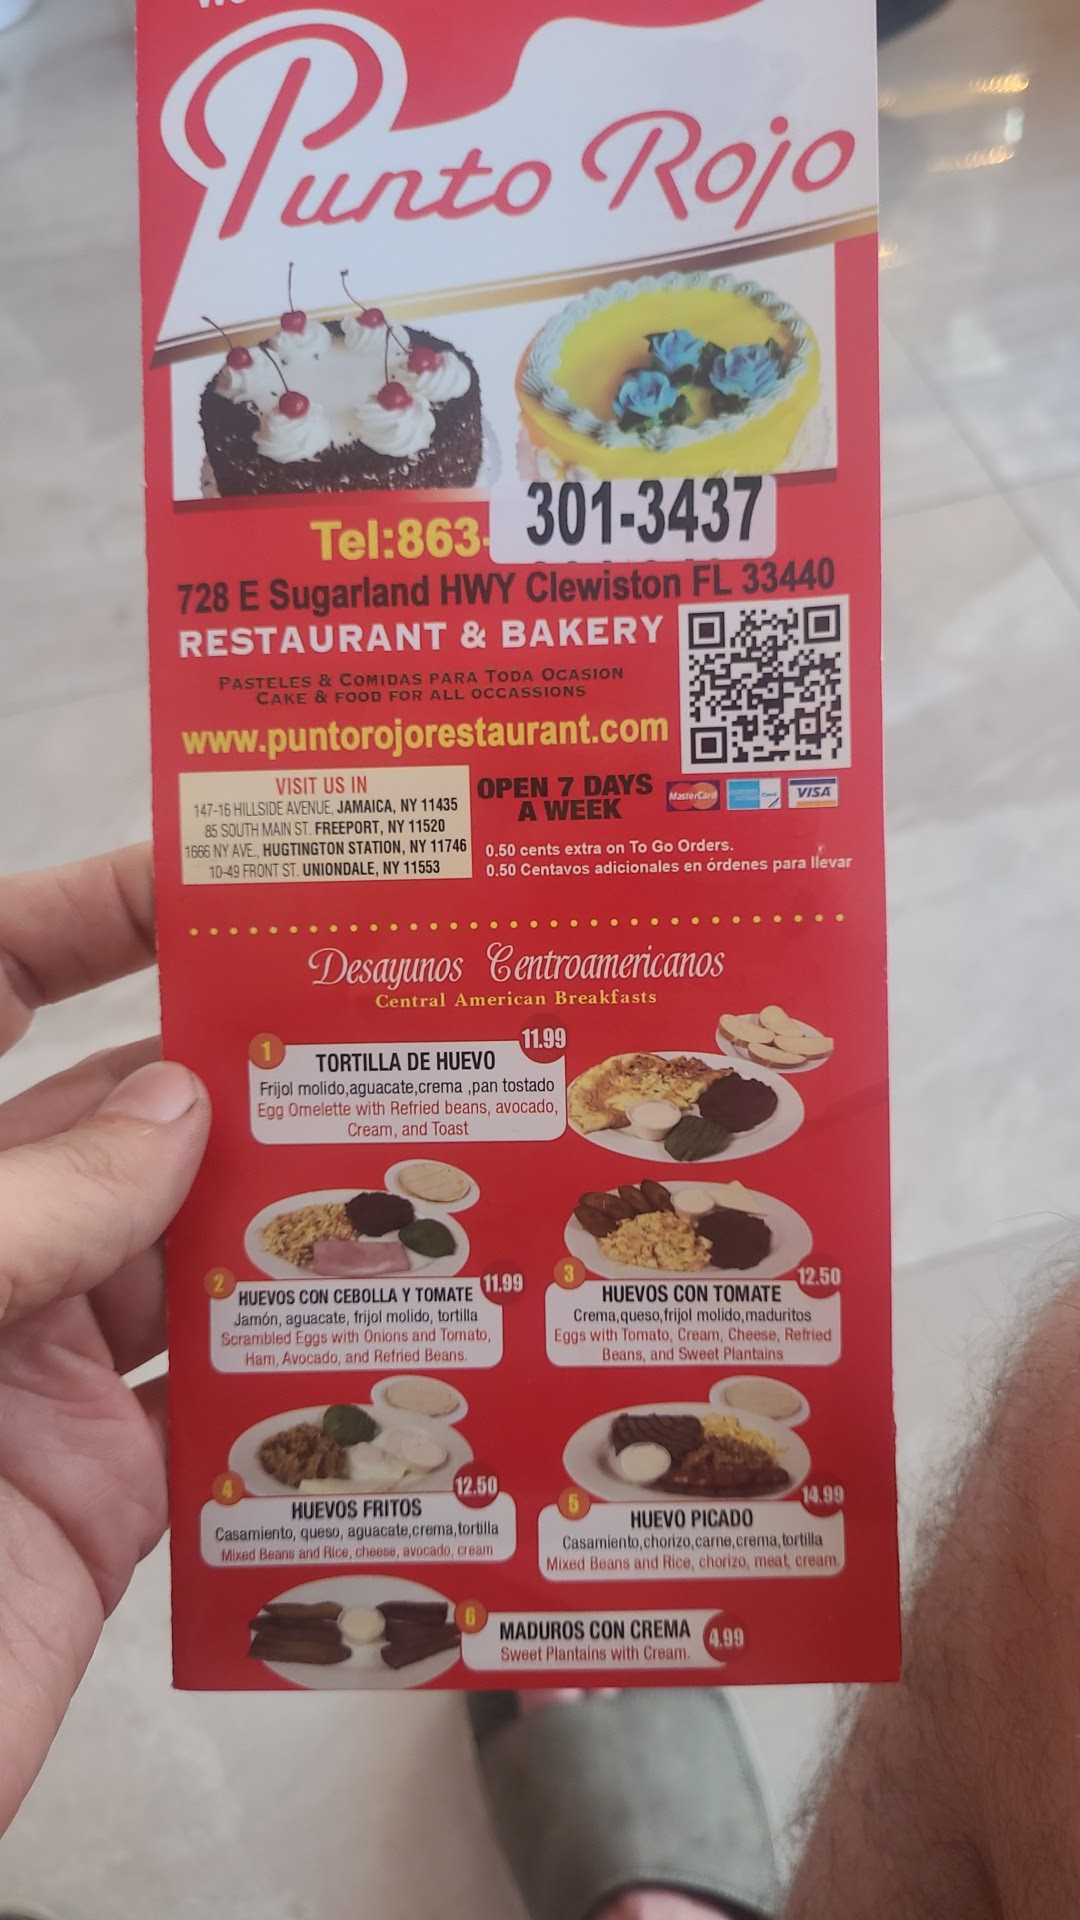 Punto Rojo
Tel:863-301-3437
728 E Sugarland HWY Clewiston FL 33440
RESTAURANT & BAKERY
PASTELES & COMIDAS PARA TODA OCASION
CAKE & FOOD FOR ALL OCCASSIONS
www.puntorojorestaurant.com
VISIT US IN
147-16 HILLSIDE AVENUE, JAMAICA, NY 11435
85 SOUTH MAIN ST. FREEPORT, NY 11520
1666 NY AVE., HUGTINGTON STATION, NY 11746
10-49 FRONT ST. UNIONDALE, NY 11553
OPEN 7 DAYS
A WEEK
MasterCard
VISA
0.50 cents extra on To Go Orders.
0.50 Centavos adicionales en órdenes para llevar
Desayunos Centroamericanos
Central American Breakfasts
1 TORTILLA DE HUEVO 11.99
Frijol molido,aguacate,crema ,pan tostado
Egg Omelette with Refried beans, avocado,
Cream, and Toast
2 HUEVOS CON CEBOLLA Y TOMATE 11.99
Jamón, aguacate, frijol molido, tortilla
Scrambled Eggs with Onions and Tomato,
Ham, Avocado, and Refried Beans.
3 HUEVOS CON TOMATE 12.50
Crema,queso,frijol molido,maduritos
Eggs with Tomato, Cream, Cheese, Refried
Beans, and Sweet Plantains
4 HUEVOS FRITOS 12.50
Casamiento, queso, aguacate,crema,tortilla
Mixed Beans and Rice, cheese, avocado, cream
5 HUEVO PICADO 14.99
Casamiento,chorizo,carne,crema,tortilla
Mixed Beans and Rice, chorizo, meat, cream.
6 MADUROS CON CREMA 4.99
Sweet Plantains with Cream.